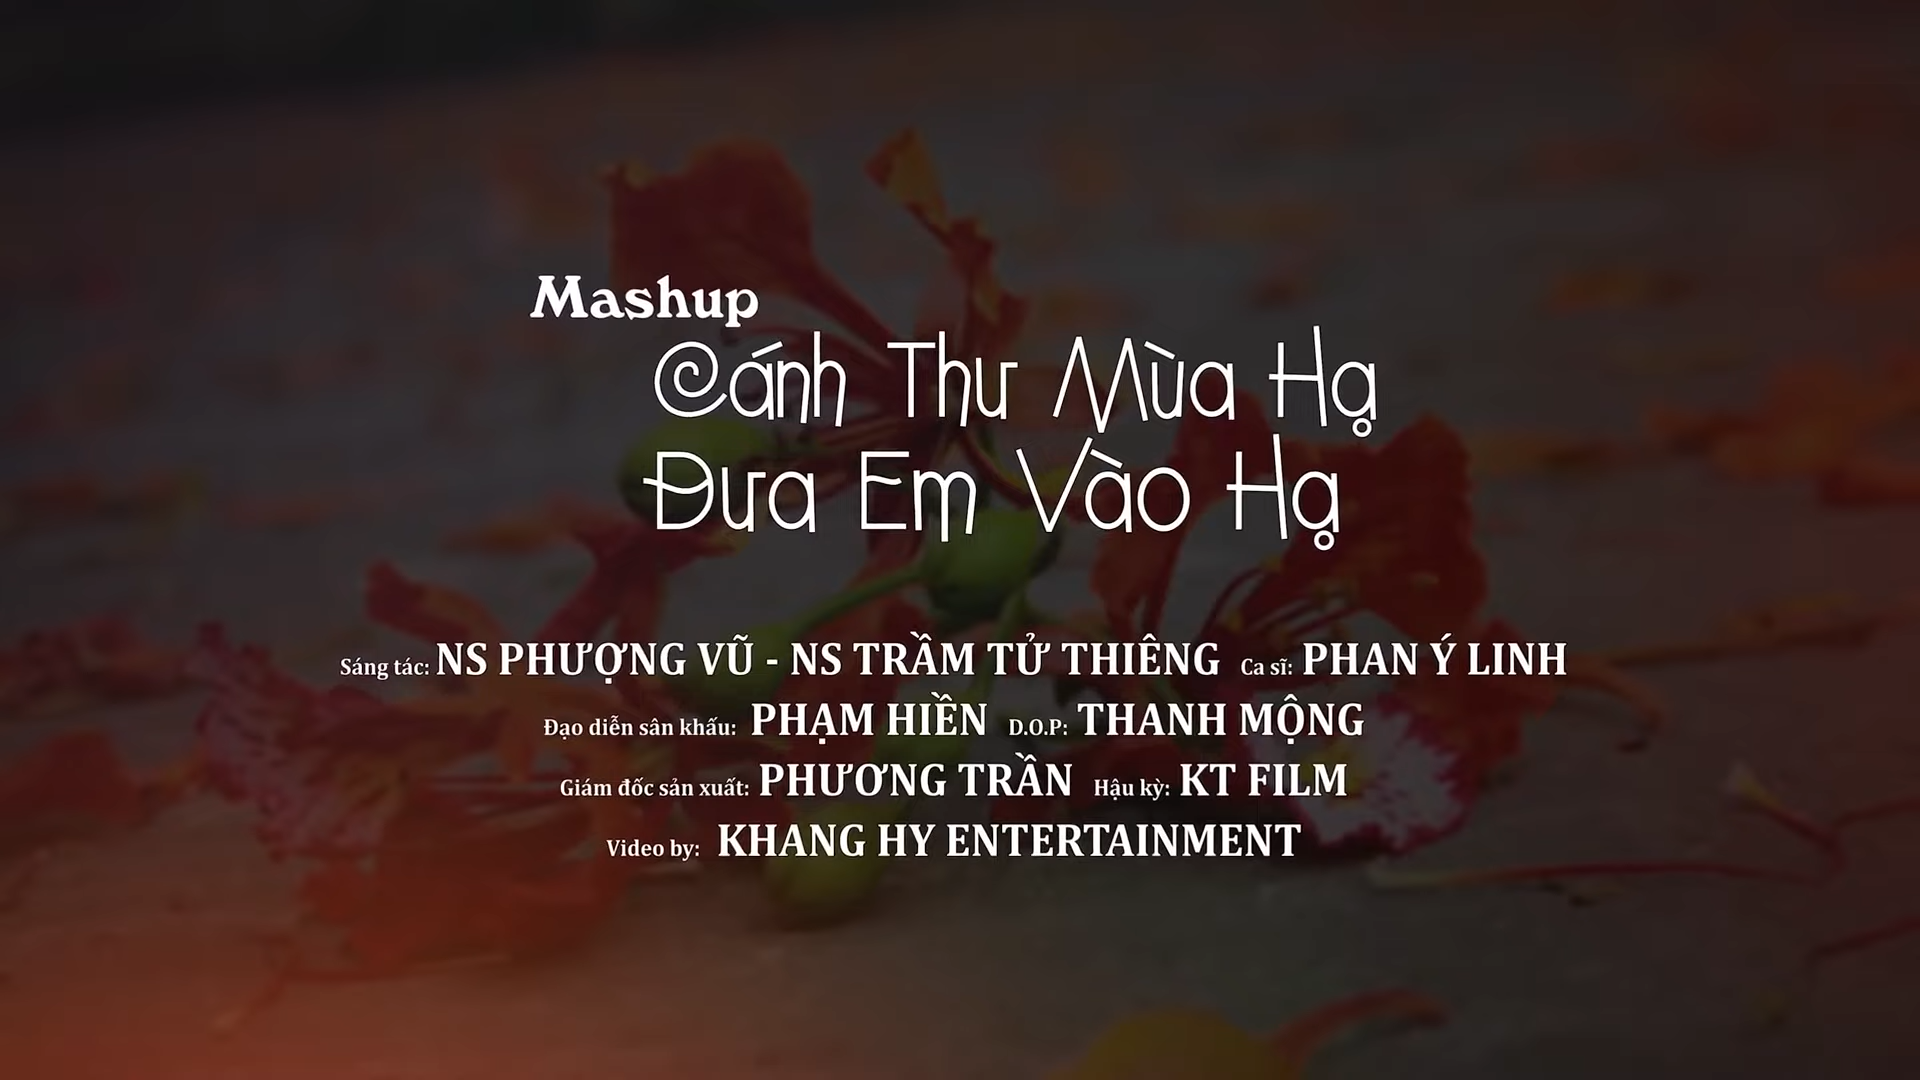 Mashup
Cánh Thư Mùa Hạ
Đưa Em Vào Hạ
Sáng tác: NS PHƯỢNG VŨ - NS TRẦM TỬ THIÊNG Ca sĩ: PHAN Ý LINH
Đạo diễn sân khấu: PHẠM HIỀN D.O.P: THANH MỘNG
Giám đốc sản xuất: PHƯƠNG TRẦN Hậu kỳ: KT FILM
Video by: KHANG HY ENTERTAINMENT